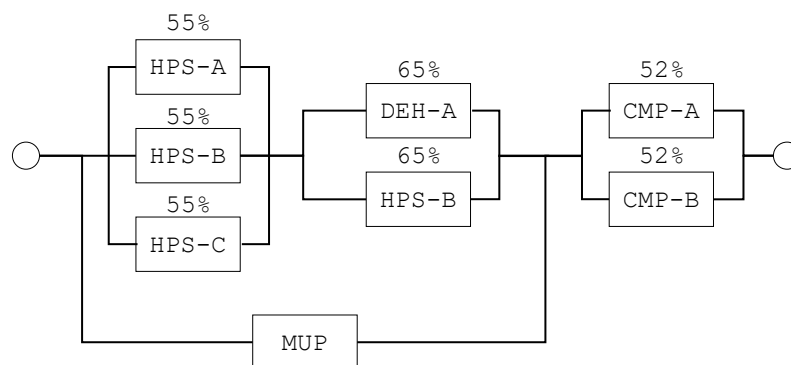 55%
HPS-A
55%
HPS-B
55%
HPS-C
65%
DEH-A
65%
HPS-B
52%
CMP-A
52%
CMP-B
MUP